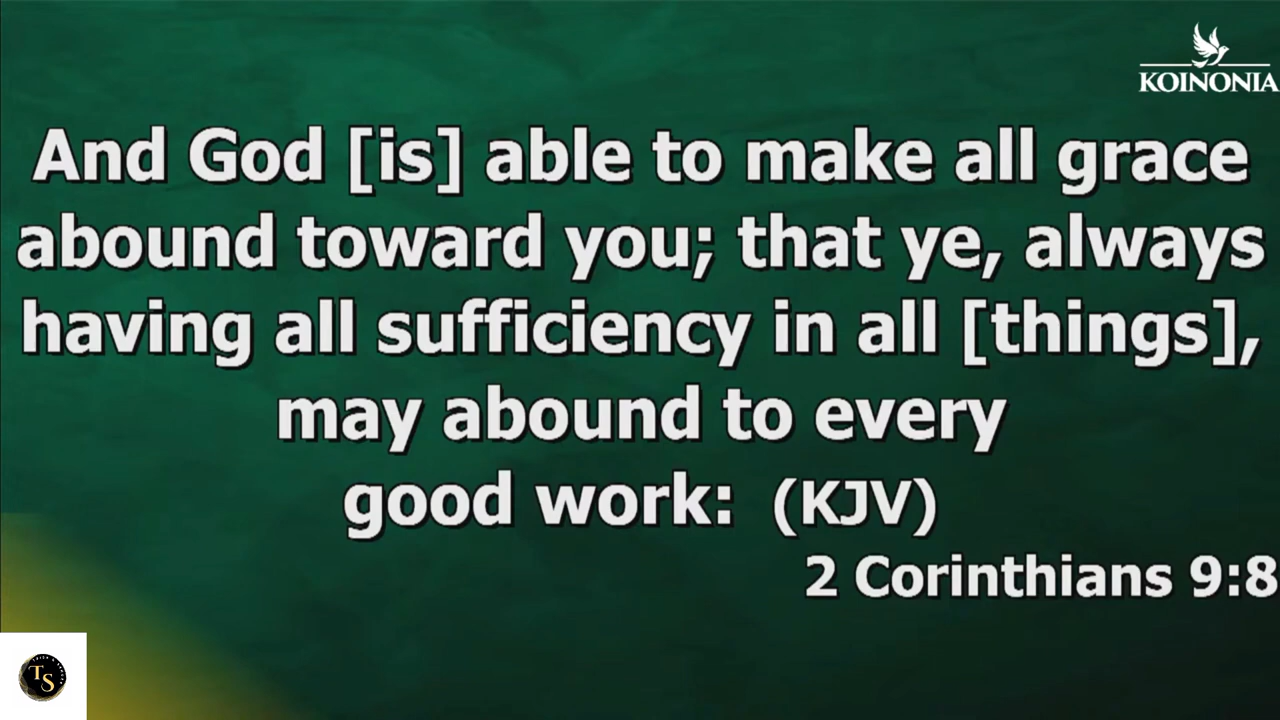 KOINONIA
And God [is] able to make all grace
abound toward you; that ye, always
having all sufficiency in all [things],
may abound to every
good work: (KJV)
2 Corinthians 9:8
TS